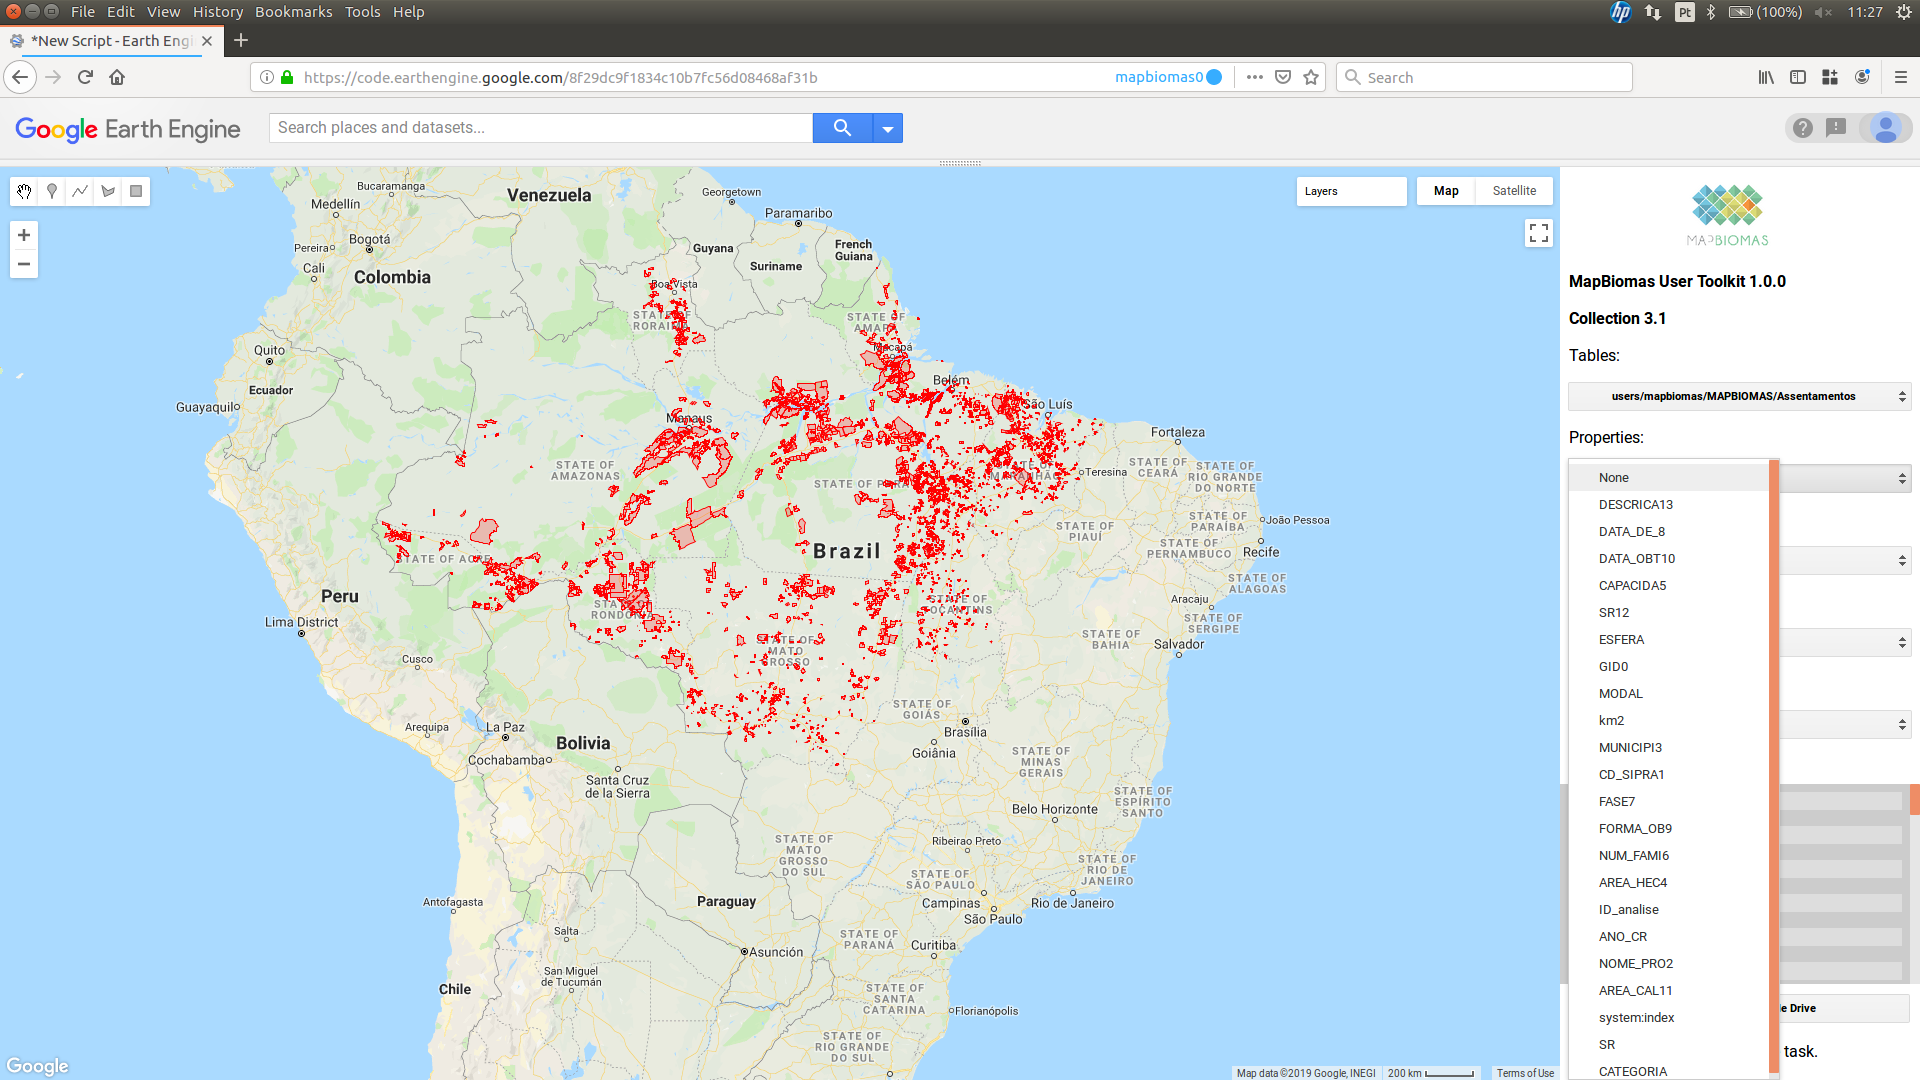 File Edit View History Bookmarks Tools Help
hp Pt (100%) 11:27
*New Script - Earth Engi
https://code.earthengine.google.com/8f29dc9f1834c10b7fc56d08468af31b
mapbiomas0
Search
Google Earth Engine
Search places and datasets...
Layers
Map
Satellite
MAPBIOMAS
MapBiomas User Toolkit 1.0.0
Collection 3.1
Tables:
users/mapbiomas/MAPBIOMAS/Assentamentos
Properties:
None
DESCRICA13
DATA_DE_8
DATA_OBT10
CAPACIDA5
SR12
ESFERA
GID0
MODAL
km2
MUNICIPI3
CD_SIPRA1
FASE7
FORMA_OB9
NUM_FAMI6
AREA_HEC4
ID_analise
ANO_CR
NOME_PRO2
AREA_CAL11
system:index
SR
CATEGORIA
le Drive
task.
Bucaramanga
Venezuela
Georgetown
Medellín
Paramaribo
Pereira
Bogotá
Guyana
French
Guiana
Cali
Suriname
Colombia
Boa Vista
STATE OF
RORAIMA
STATE OF
AMAPÁ
Macapá
Quito
Ecuador
Belém
Guayaquil
Manaus
São Luís
Fortaleza
STATE OF
AMAZONAS
STATE OF
MARANHÃO
Teresina
STATE OF
CEARÁ
STATE OF
RIO GRANDE
DO NORTE
STATE OF PARÁ
STATE OF
PARAÍBA
João Pessoa
STATE OF
PIAUÍ
STATE OF
PERNAMBUCO
Recife
Brazil
STATE OF ACRE
STATE OF
ALAGOAS
Peru
STATE OF
RONDÔNIA
STATE OF
TOCANTINS
Aracaju
Lima District
STATE OF
SERGIPE
STATE OF
MATO
GROSSO
STATE OF
BAHIA
Salvador
Cusco
STATE OF
GOIÁS
Arequipa
La Paz
Brasília
Bolivia
Goiânia
Cochabamba
STATE OF
MINAS
GERAIS
Santa Cruz
de la Sierra
STATE OF
ESPÍRITO
SANTO
Belo Horizonte
STATE OF
MATO
GROSSO
DO SUL
Ribeirao Preto
STATE OF
RIO DE
JANEIRO
STATE OF
SÃO PAULO
Antofagasta
Paraguay
Campinas
Rio de Janeiro
São Paulo
Salta
STATE OF
PARANÁ
Curitiba
Asunción
San Miguel
de Tucumán
Chile
STATE OF
SANTA
CATARINA
Florianópolis
STATE OF
RIO GRANDE
DO SUL
Google
Map data ©2019 Google, INEGI
200 km
Terms of Use